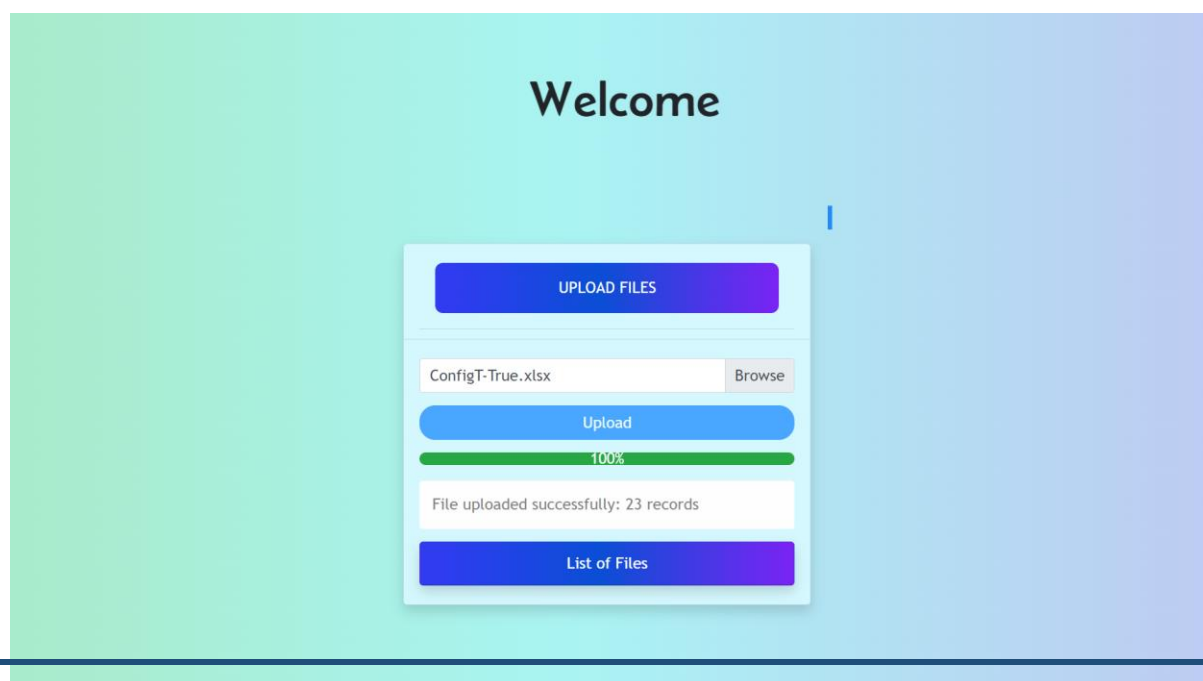 Welcome
UPLOAD FILES
ConfigT-True.xlsx Browse
Upload
100%
File uploaded successfully: 23 records
List of Files